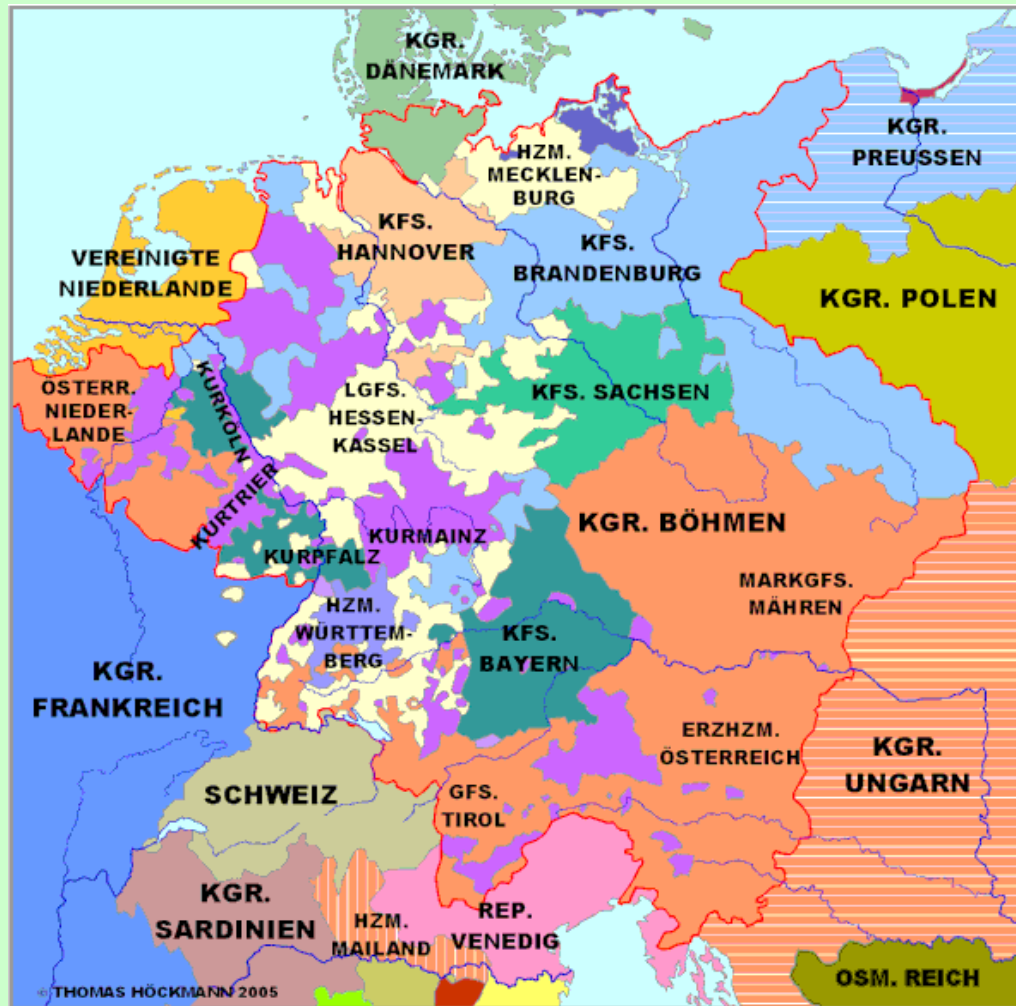 KGR.
DÄNEMARK
KGR.
PREUSSEN
HZM.
MECKLEN-
BURG
KFS.
HANNOVER
KFS.
BRANDENBURG
VEREINIGTE
NIEDERLANDE
KGR. POLEN
ÖSTERR.
NIEDER-
LANDE
KURKÖLN
LGFS.
HESSEN-
KASSEL
KFS. SACHSEN
KURTRIER
KURMAINZ
KGR. BÖHMEN
KURPFALZ
MARKGFS.
MÄHREN
HZM.
WÜRTTEM-
BERG
KFS.
BAYERN
KGR.
FRANKREICH
ERZHZM.
ÖSTERREICH
KGR.
UNGARN
SCHWEIZ
GFS.
TIROL
KGR.
SARDINIEN
HZM.
MAILAND
REP.
VENEDIG
OSM. REICH
© THOMAS HÖCKMANN 2005